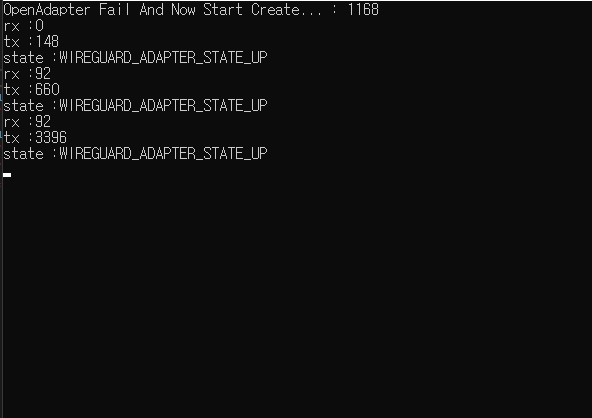 OpenAdapter Fail And Now Start Create... : 1168
rx :0
tx :148
state :WIREGUARD_ADAPTER_STATE_UP
rx :92
tx :660
state :WIREGUARD_ADAPTER_STATE_UP
rx :92
tx :3396
state :WIREGUARD_ADAPTER_STATE_UP